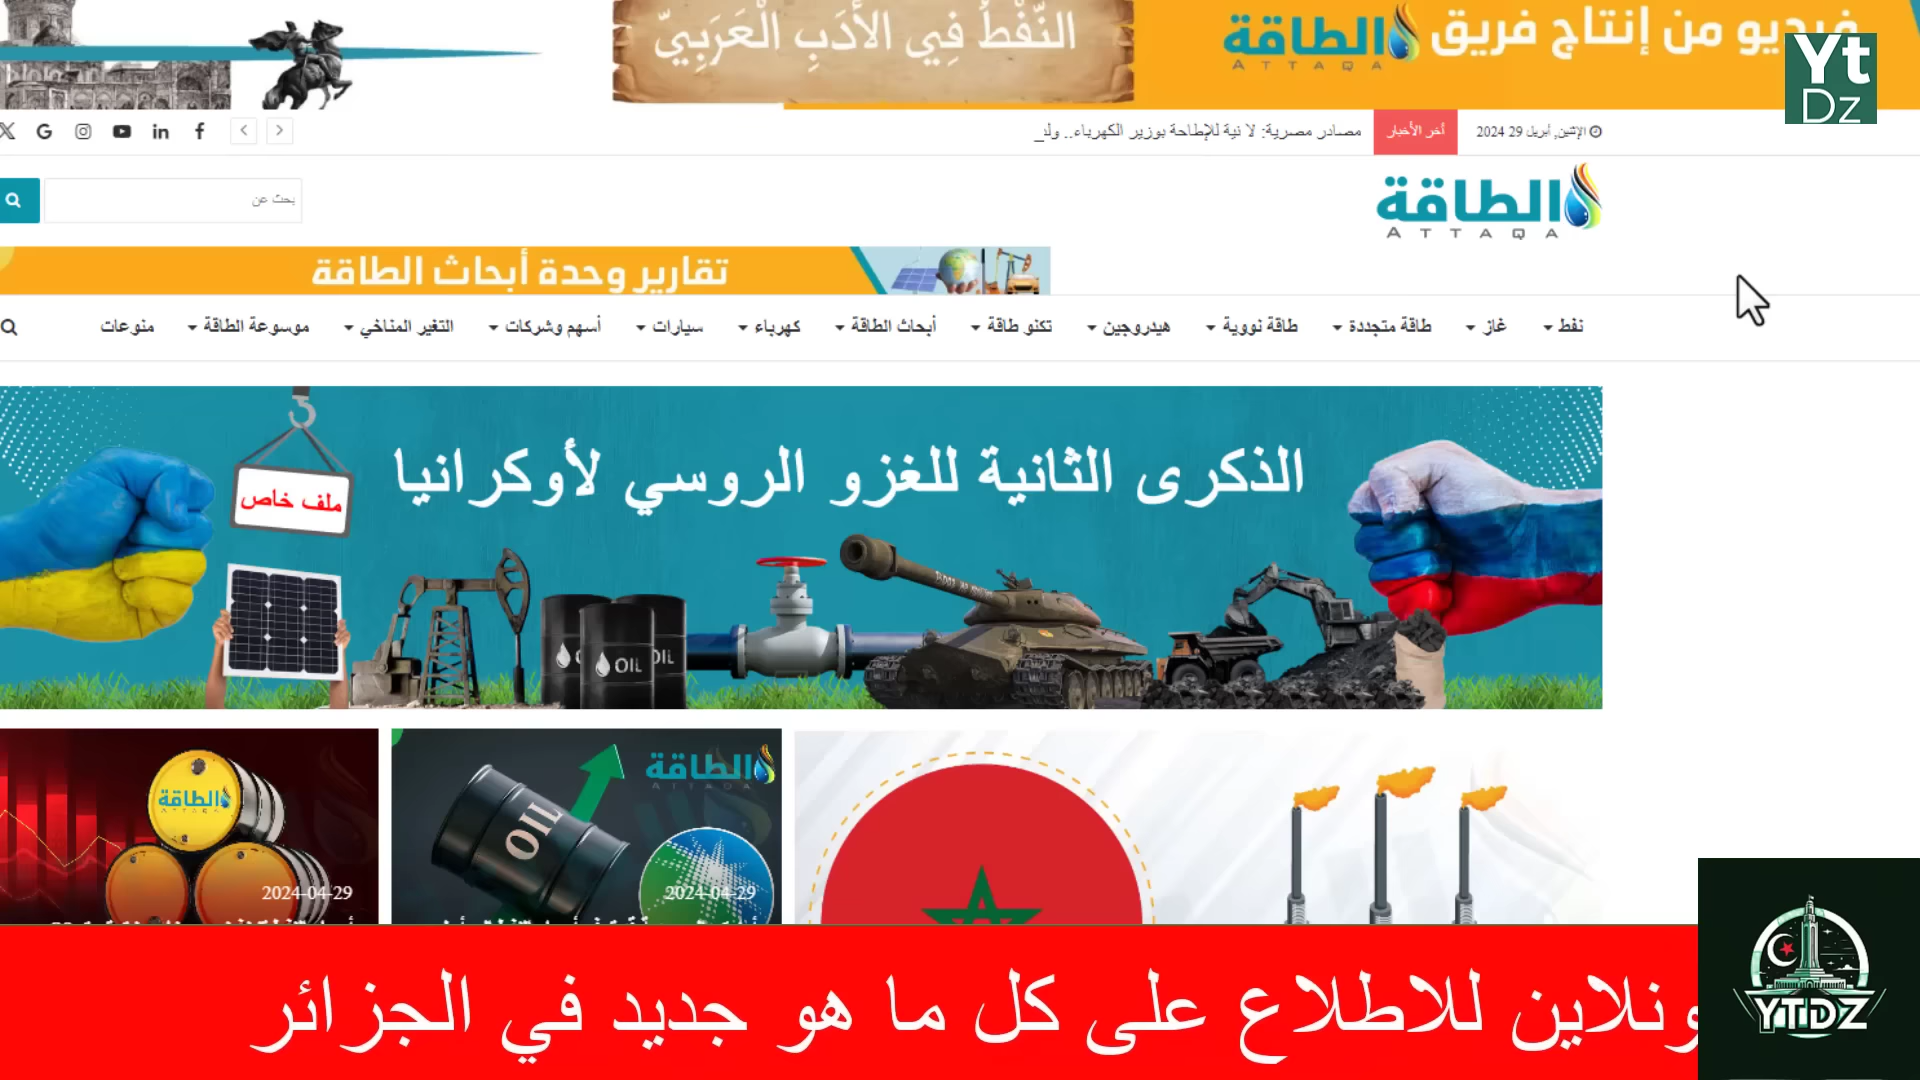 فيديو من إنتاج فريق الطاقة
ATTAQA
النّفْطُ فِي الأَدَبِ الْعَرَبِيّ
Yt
Dz
الإثنين, أبريل 29 2024
أخر الأخبار
مصادر مصرية: لا نية للإطاحة بوزير الكهرباء.. ولد_
الطاقة
ATTAQA
بحث عن
تقارير وحدة أبحاث الطاقة
نفط غاز طاقة متجددة طاقة نووية هيدروجين تكنو طاقة أبحاث الطاقة كهرباء سيارات أسهم وشركات التغير المناخي موسوعة الطاقة منوعات
الذكرى الثانية للغزو الروسي لأوكرانيا
ملف خاص
OIL
OIL
الطاقة
ATTAQA
OIL
2024-04-29
الطاقة
2024-04-29
ونلاين للاطلاع على كل ما هو جديد في الجزائر
YTDZ